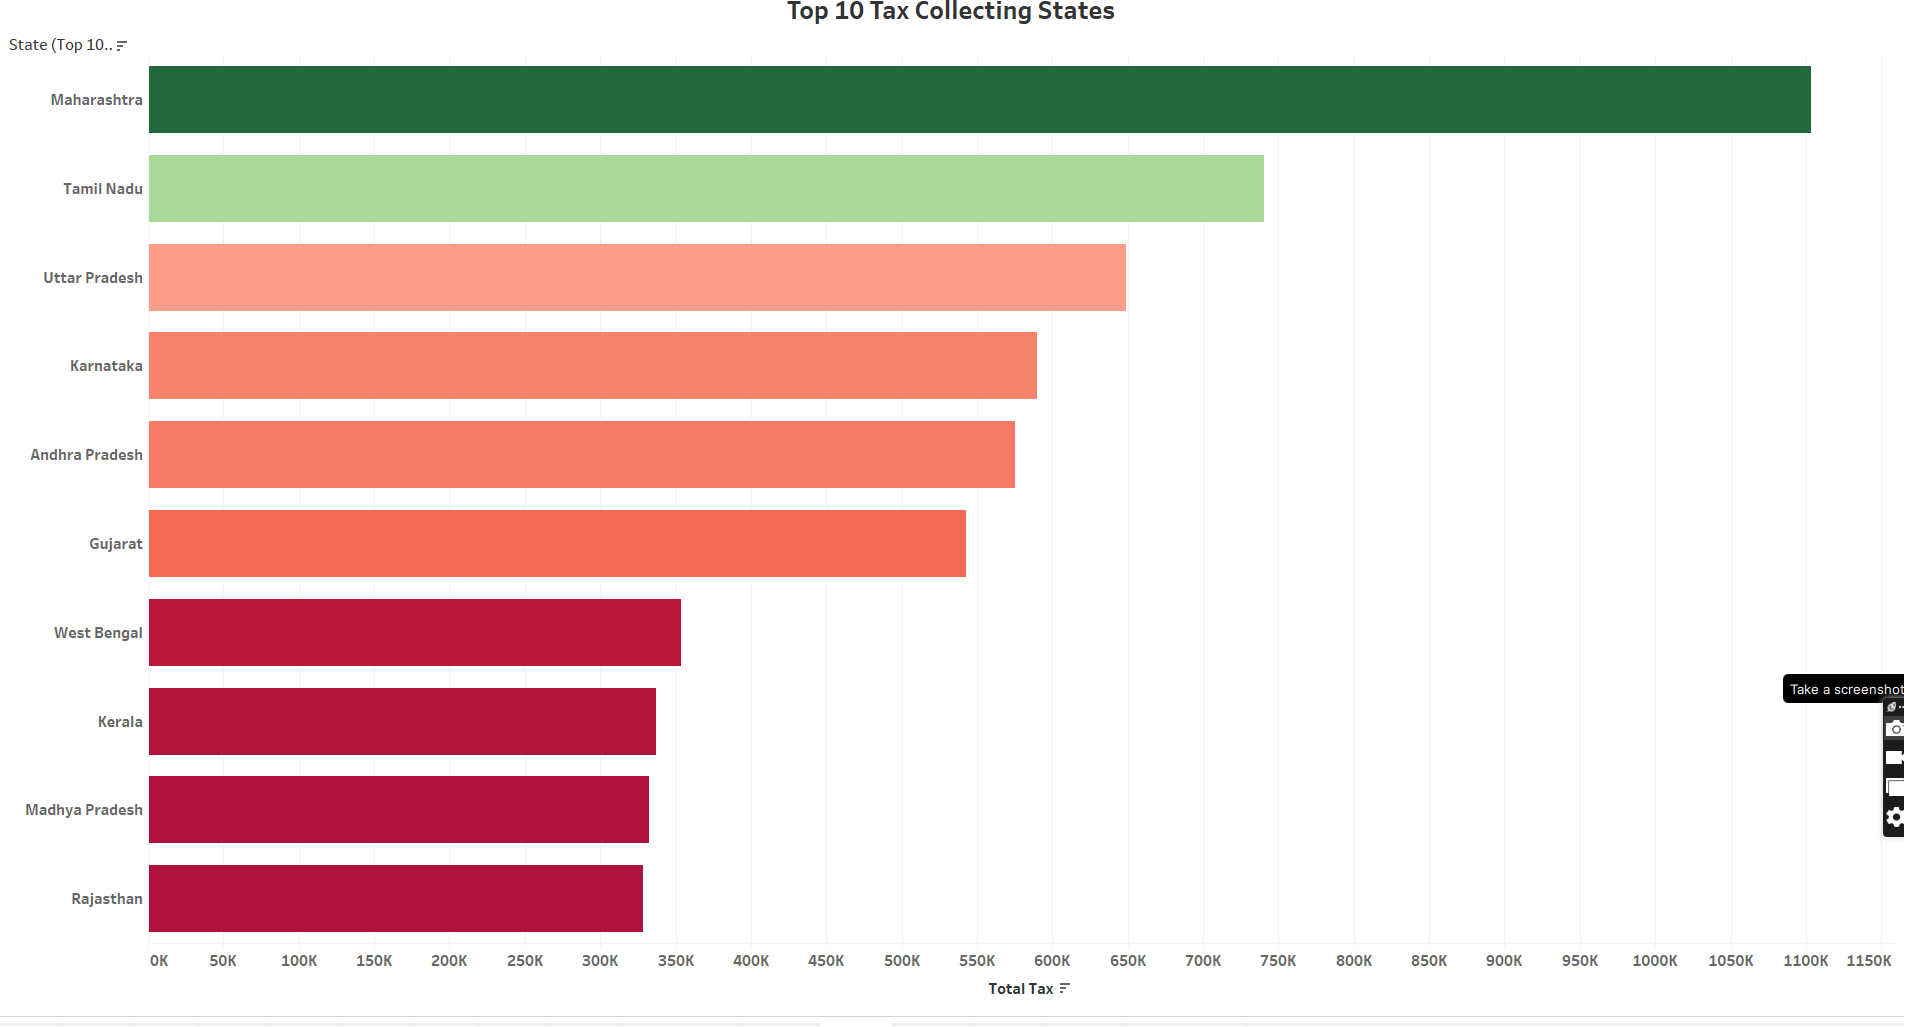 Top 10 Tax Collecting States
State (Top 10..
Maharashtra
Tamil Nadu
Uttar Pradesh
Karnataka
Andhra Pradesh
Gujarat
West Bengal
Take a screenshot
Kerala
Madhya Pradesh
Rajasthan
0K 50K 100K 150K 200K 250K 300K 350K 400K 450K 500K 550K 600K 650K 700K 750K 800K 850K 900K 950K 1000K 1050K 1100K 1150K
Total Tax